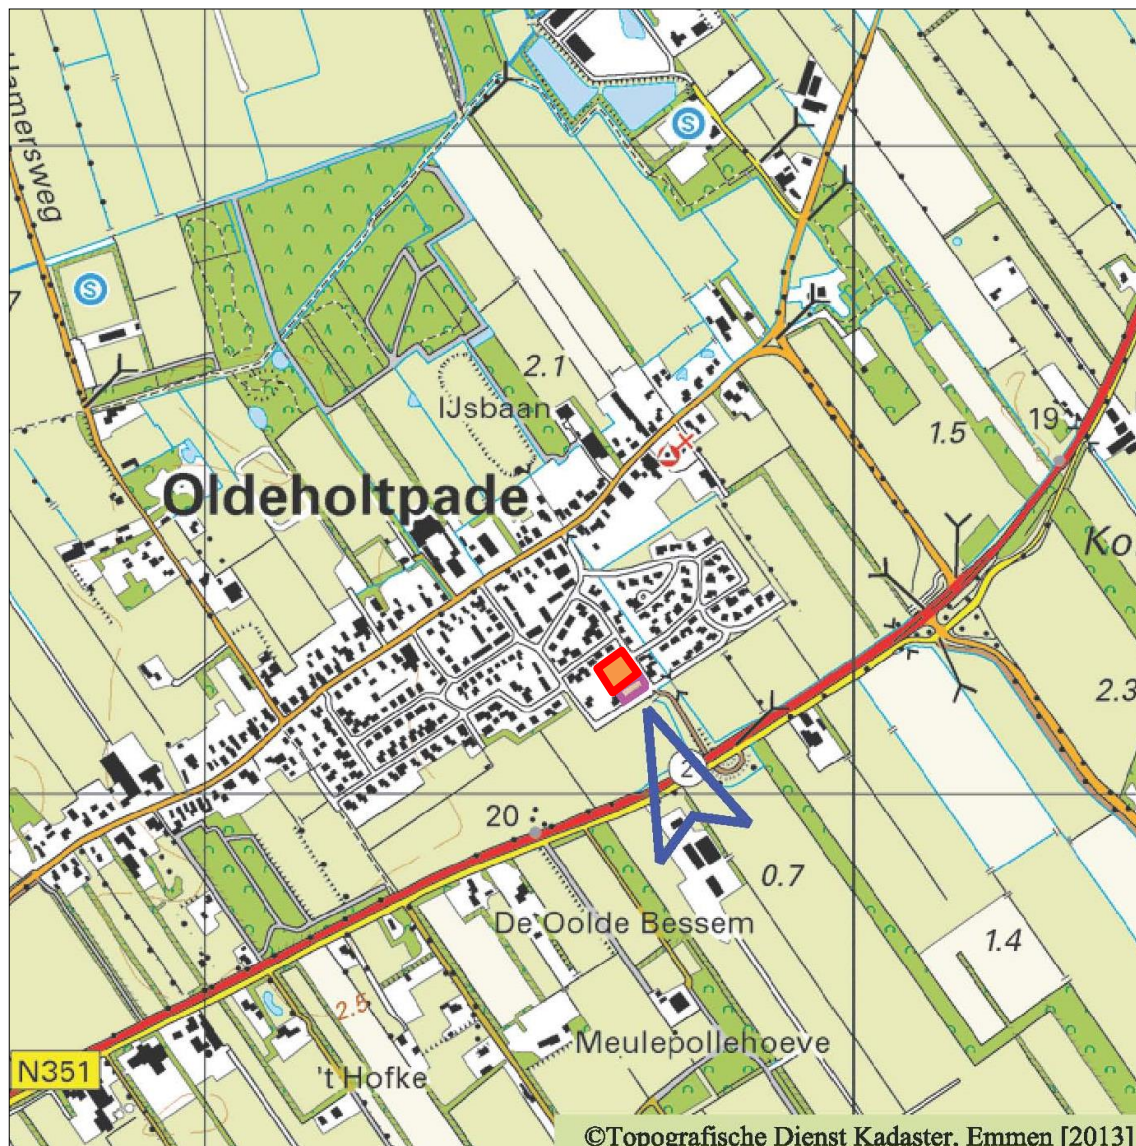 Hamersweg
S
S
7
2.1
IJsbaan
19
1.5
Oldeholtpade
Ko
2.3
2
20
0.7
De Oolde Bessem
1.4
2.5
Meulepollehoeve
N351
't Hofke
©Topografische Dienst Kadaster, Emmen [2013]